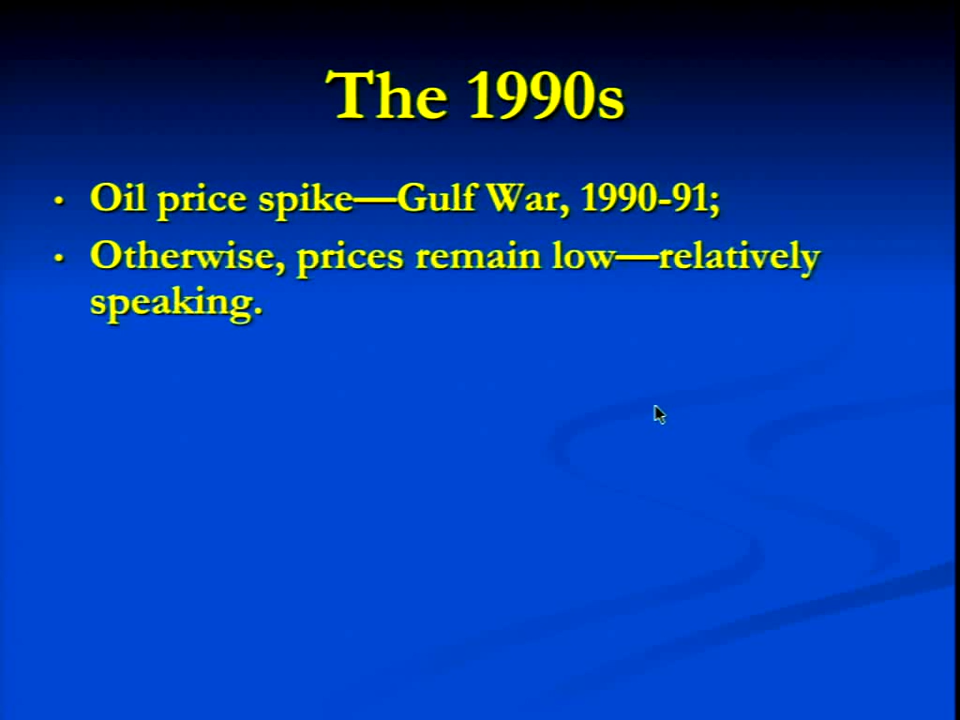 The 1990s
• Oil price spike—Gulf War, 1990-91;
• Otherwise, prices remain low—relatively
speaking.